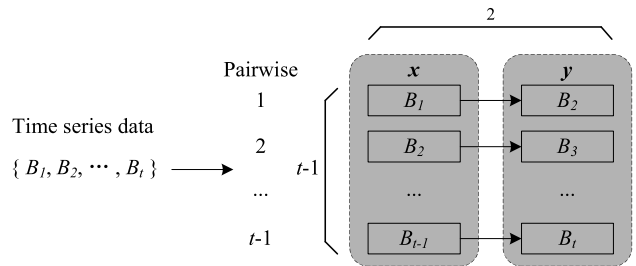 2
Pairwise x y
1 B₁ B₂
Time series data
2 B₂ B₃
{ B₁, B₂, ··· , Bₜ } t-1
... ... ...
t-1 Bₜ₋₁ Bₜ